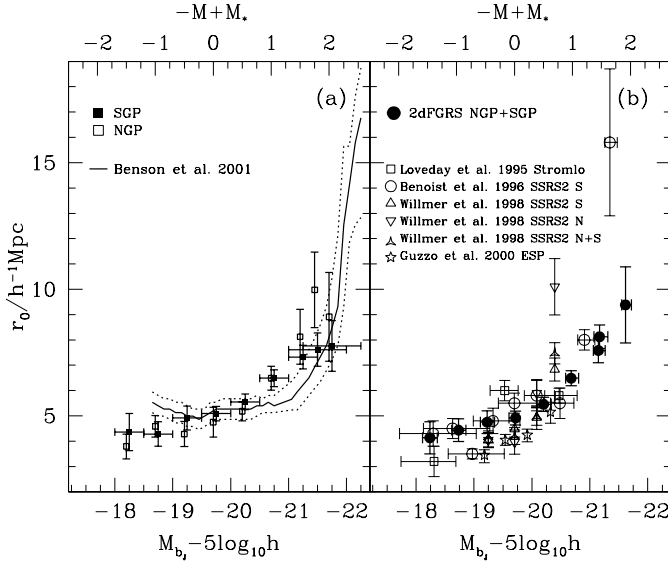 −M+M* −M+M*
−2 −1 0 1 2 −2 −1 0 1 2
(a) (b)
SGP
NGP
Benson et al. 2001
2dFGRS NGP+SGP
Loveday et al. 1995 Stromlo
Benoist et al. 1996 SSRS2 S
Willmer et al. 1998 SSRS2 S
Willmer et al. 1998 SSRS2 N
Willmer et al. 1998 SSRS2 N+S
Guzzo et al. 2000 ESP
r₀/h⁻¹Mpc
15
10
5
−18 −19 −20 −21 −22 −18 −19 −20 −21 −22
M_bJ−5log₁₀h M_bJ−5log₁₀h